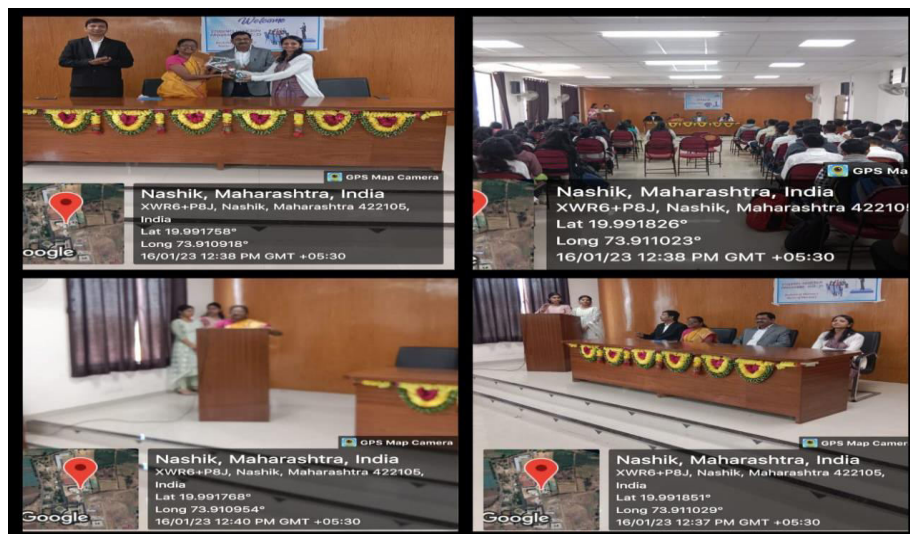 Welcome
GPS Map Camera
Nashik, Maharashtra, India
XWR6+P8J, Nashik, Maharashtra 422105,
India
Lat 19.991758°
Long 73.910918°
16/01/23 12:38 PM GMT +05:30
oogle
GPS Ma
Nashik, Maharashtra, India
XWR6+P8J, Nashik, Maharashtra 42210
Lat 19.991826°
Long 73.911023°
16/01/23 12:38 PM GMT +05:30
GPS Map Camera
Nashik, Maharashtra, India
XWR6+P8J, Nashik, Maharashtra 422105,
India
Lat 19.991768°
Long 73.910954°
16/01/23 12:40 PM GMT +05:30
Google
GPS Map Camer
Nashik, Maharashtra, India
XWR6+P8J, Nashik, Maharashtra 422105,
India
Lat 19.991851°
Long 73.911029°
16/01/23 12:37 PM GMT +05:30
Google